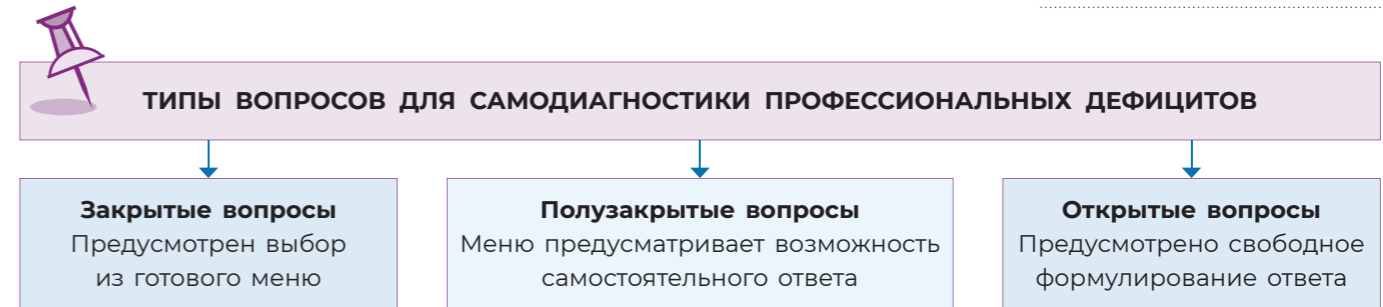 ТИПЫ ВОПРОСОВ ДЛЯ САМОДИАГНОСТИКИ ПРОФЕССИОНАЛЬНЫХ ДЕФИЦИТОВ
Закрытые вопросы
Предусмотрен выбор
из готового меню
Полузакрытые вопросы
Меню предусматривает возможность
самостоятельного ответа
Открытые вопросы
Предусмотрено свободное
формулирование ответа